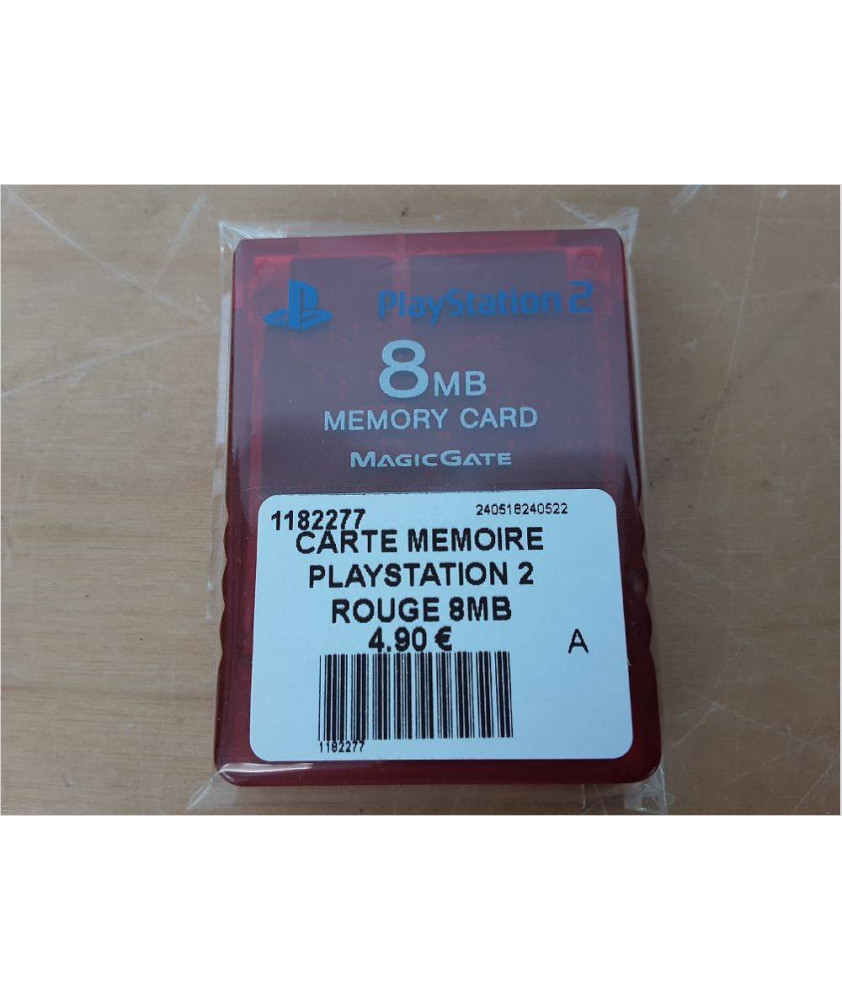 PlayStation 2
8MB
MEMORY CARD
MAGICGATE
1182277
240518240522
CARTE MEMOIRE
PLAYSTATION 2
ROUGE 8MB
4.90 €
A
1182277